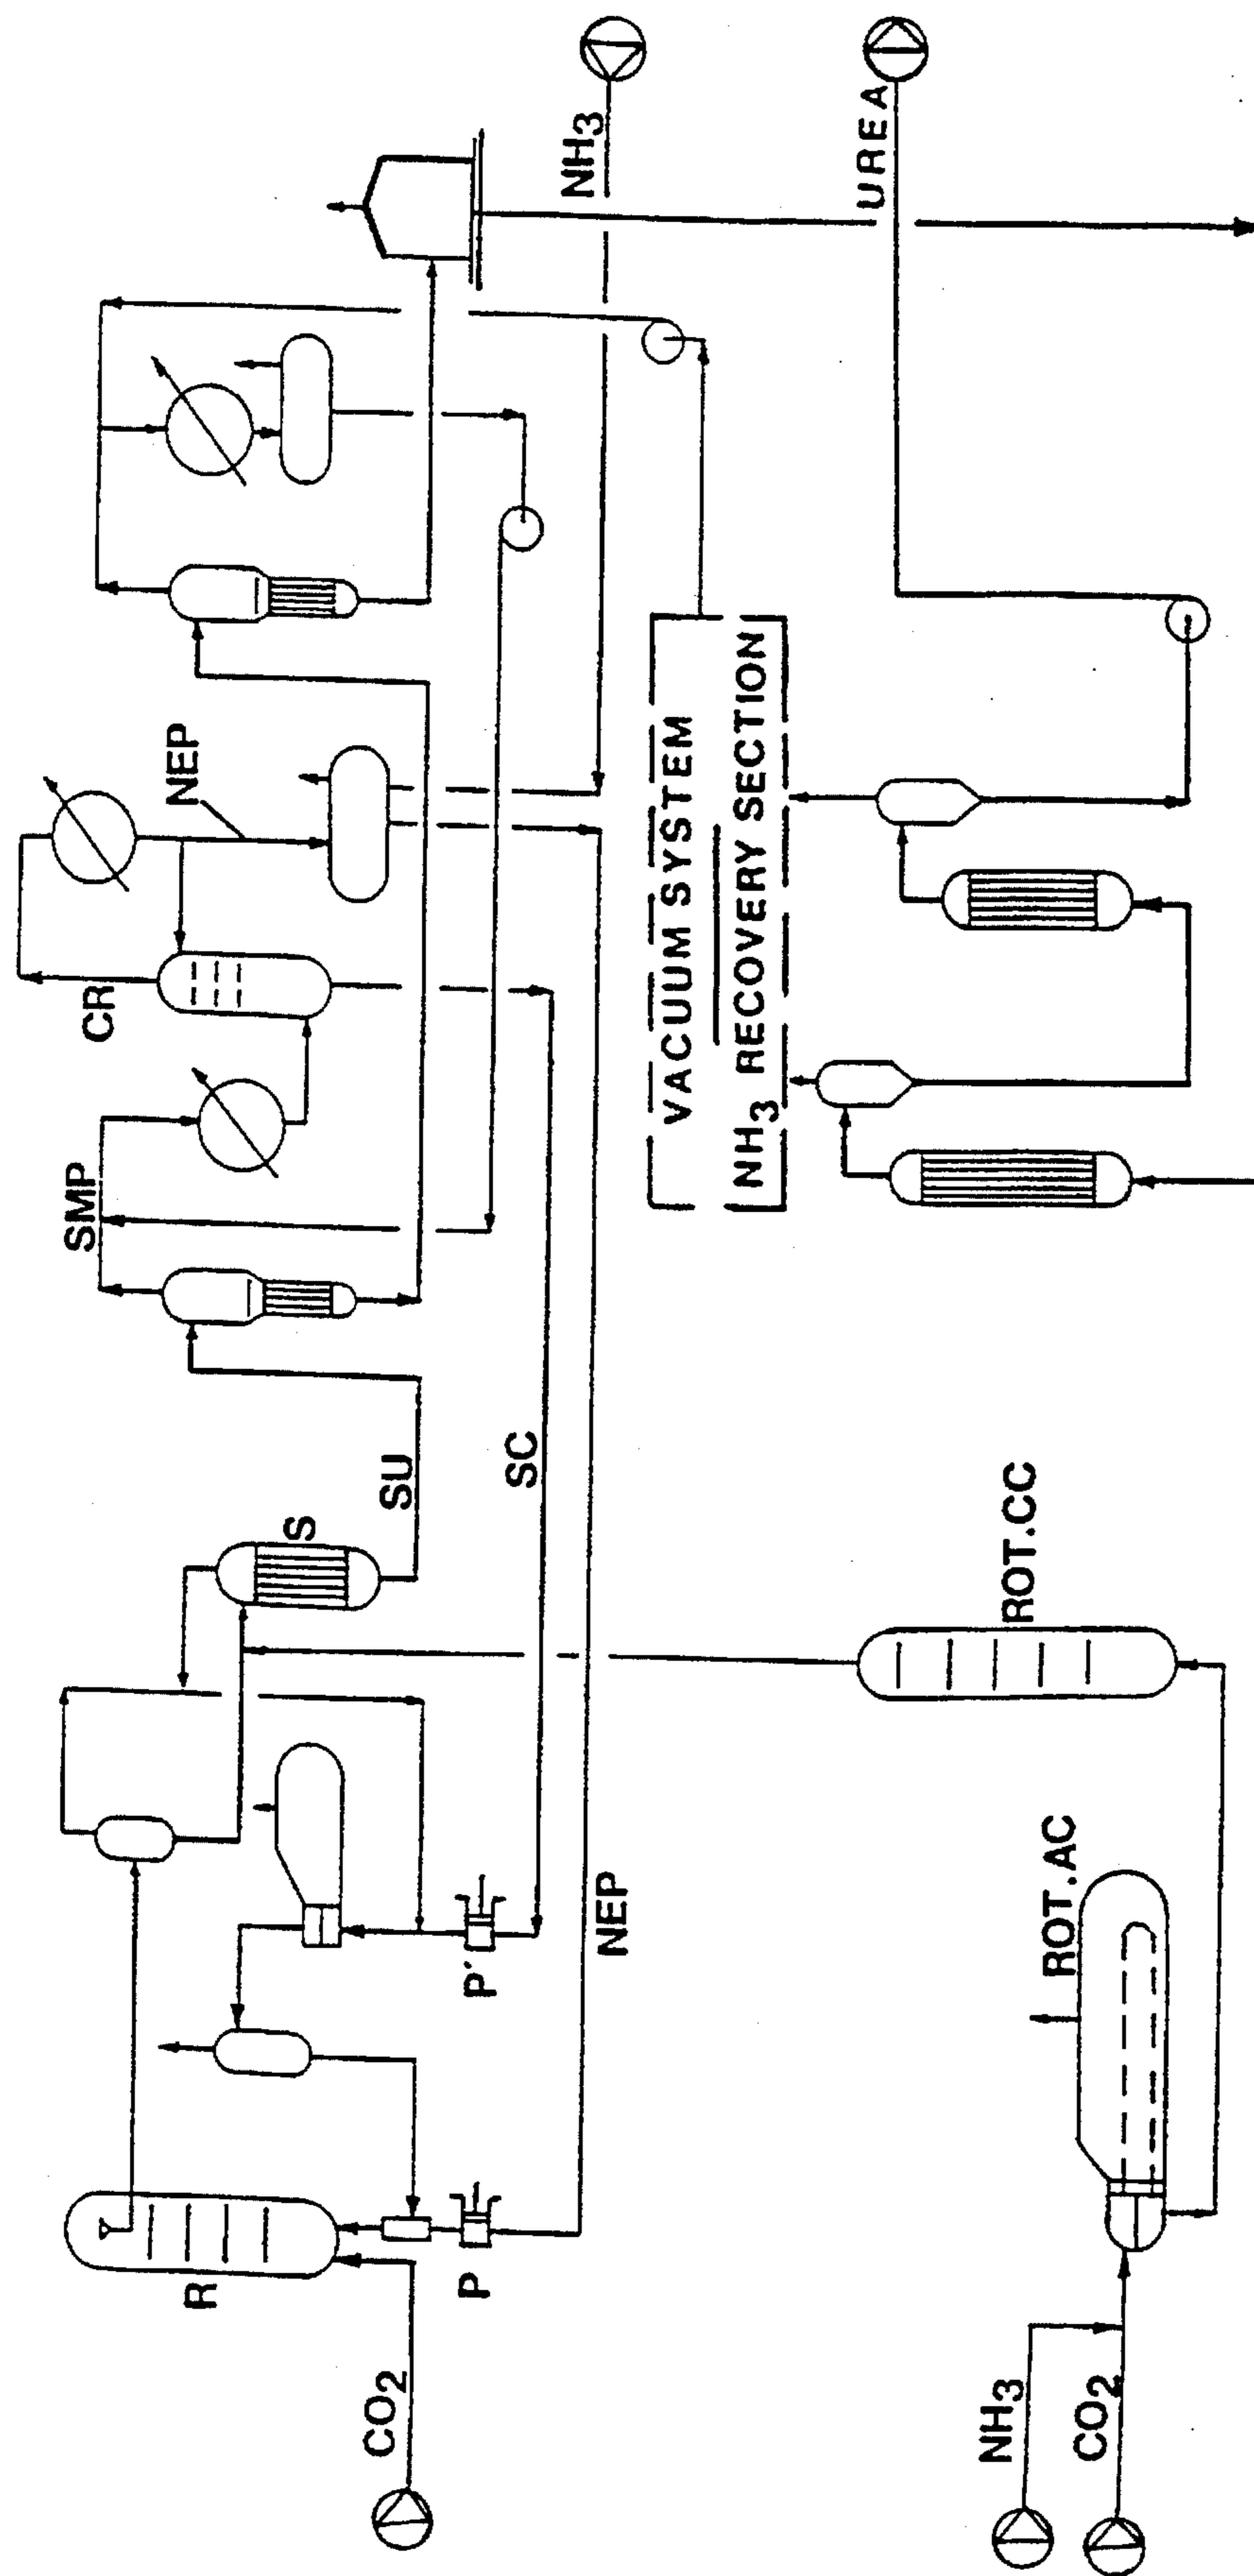 CO2
R
P
P'
NEP
SC
SU
S
SMP
CR
NEP
NH3
UREA
VACUUM SYSTEM
NH3 RECOVERY SECTION
NH3
CO2
ROT.AC
ROT.CC